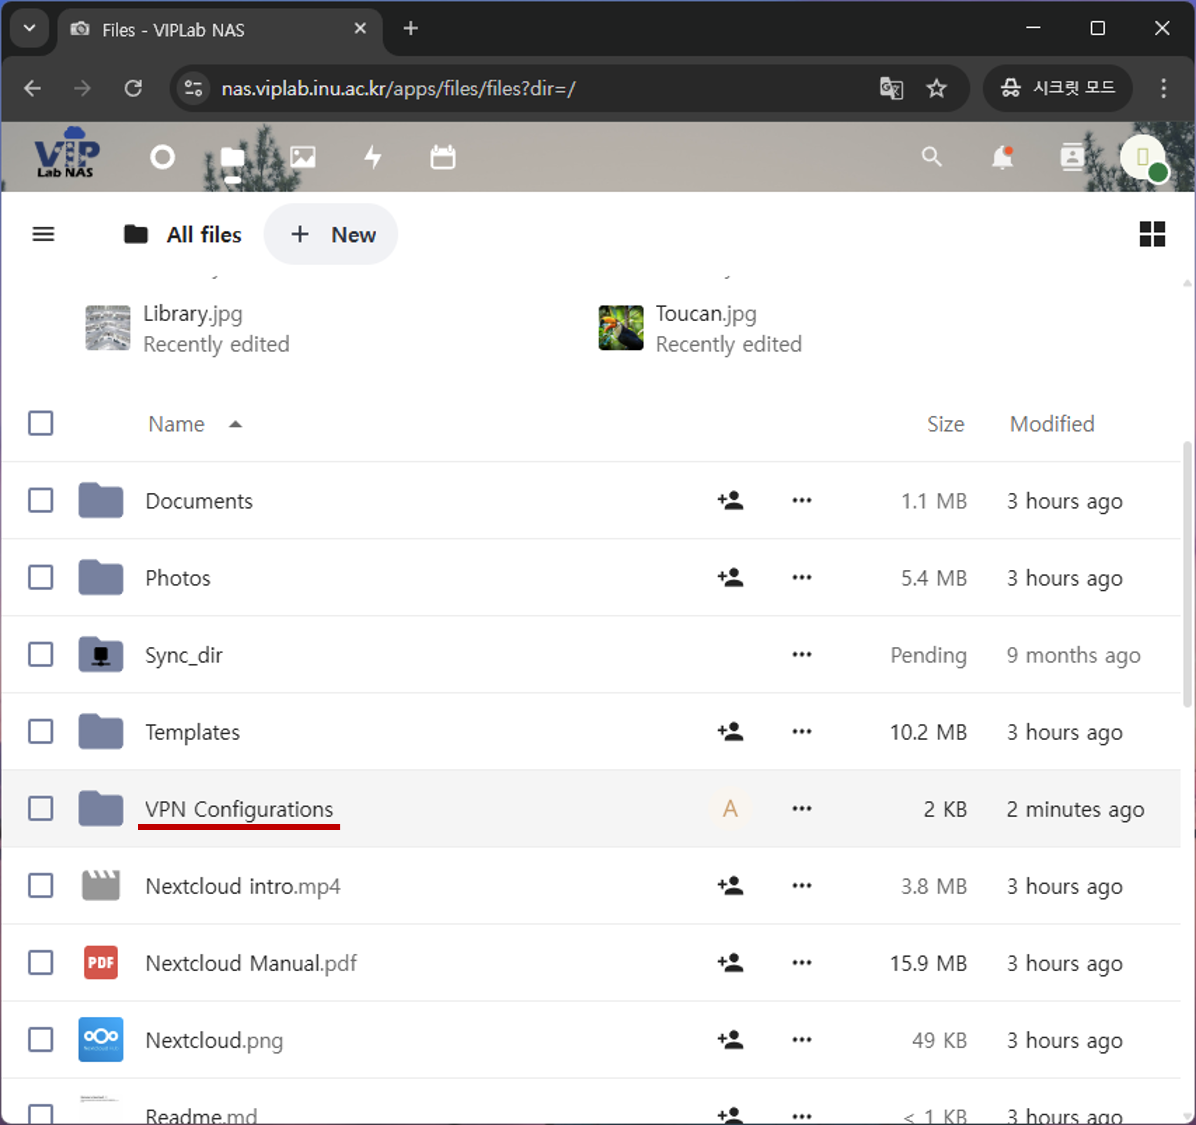 Files - VIPLab NAS
nas.viplab.inu.ac.kr/apps/files/files?dir=/
시크릿 모드
VIP
Lab NAS
All files
+ New
Library.jpg
Recently edited
Toucan.jpg
Recently edited
Name Size Modified
Documents 1.1 MB 3 hours ago
Photos 5.4 MB 3 hours ago
Sync_dir Pending 9 months ago
Templates 10.2 MB 3 hours ago
VPN Configurations A 2 KB 2 minutes ago
Nextcloud intro.mp4 3.8 MB 3 hours ago
PDF Nextcloud Manual.pdf 15.9 MB 3 hours ago
Nextcloud.png 49 KB 3 hours ago
Readme.md < 1 KB 3 hours ago